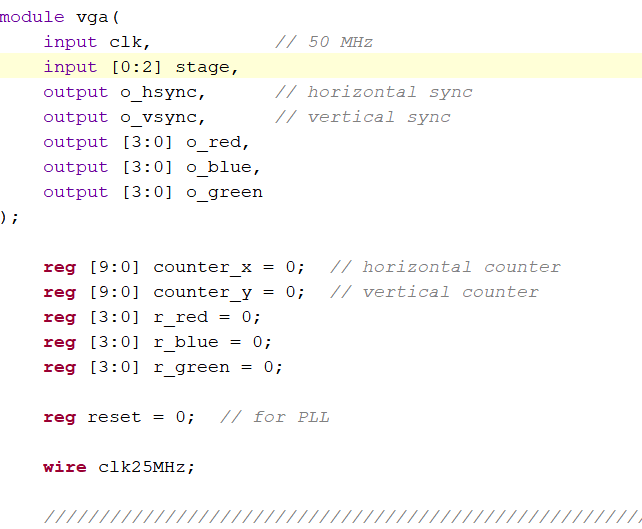 module vga(
    input clk,           // 50 MHz
    input [0:2] stage,
    output o_hsync,      // horizontal sync
    output o_vsync,      // vertical sync
    output [3:0] o_red,
    output [3:0] o_blue,
    output [3:0] o_green
);
    reg [9:0] counter_x = 0;  // horizontal counter
    reg [9:0] counter_y = 0;  // vertical counter
    reg [3:0] r_red = 0;
    reg [3:0] r_blue = 0;
    reg [3:0] r_green = 0;
    reg reset = 0;  // for PLL
    wire clk25MHz;
    ///////////////////////////////////////////////////////